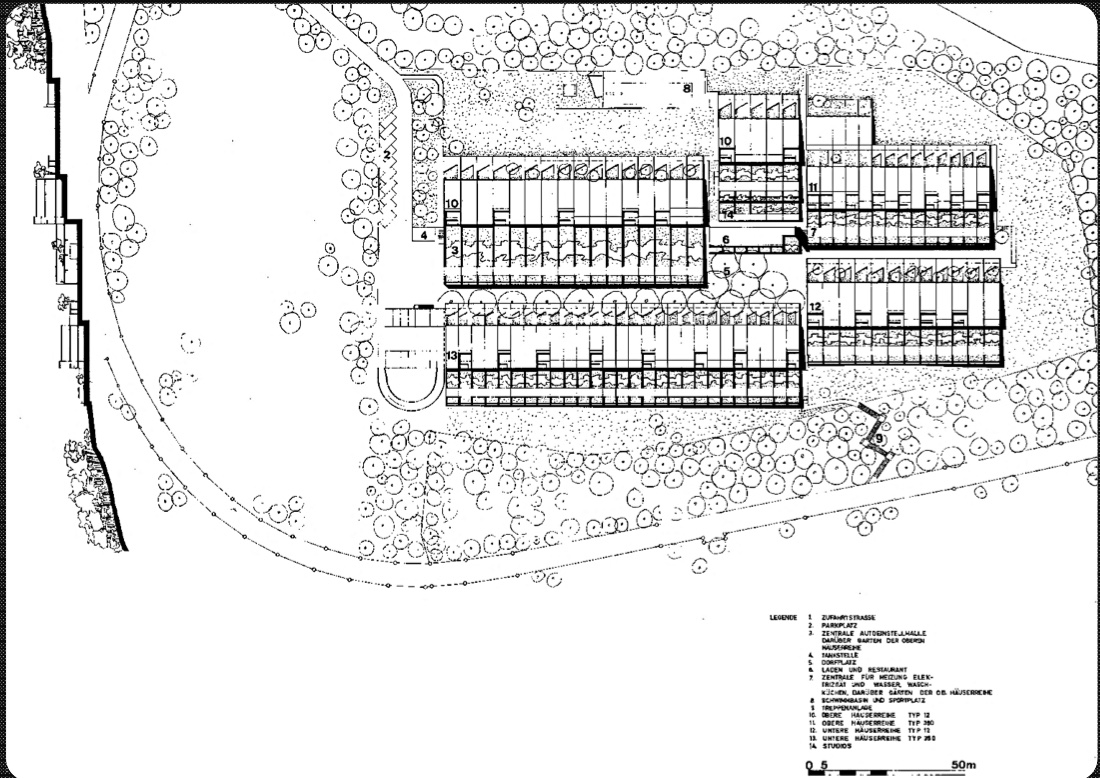 8
10
2
11
10
14
4
3
6
7
5
12
13
9
LEGENDE 1 ZUFAHRTSTRASSE
2. PARKPLATZ
3. ZENTRALE AUTOEINSTELLHALLE
DARÜBER GARTEN DER OBEREN
HÄUSERREIHE
4. TANKSTELLE
5. DORFPLATZ
6. LADEN UND RESTAURANT
7. ZENTRALE FÜR HEIZUNG ELEK-
TRIZITÄT UND WASSER, WASCH-
KÜCHEN, DARÜBER GÄRTEN DER OB. HÄUSERREIHE
8. SCHWIMMBASIN UND SPORTPLATZ
9. TREPPENANLAGE
10. OBERE HÄUSERREIHE TYP 12
11. OBERE HÄUSERREIHE TYP 380
12. UNTERE HÄUSERREIHE TYP 12
13. UNTERE HÄUSERREIHE TYP 380
14. STUDIOS
0 5 50m